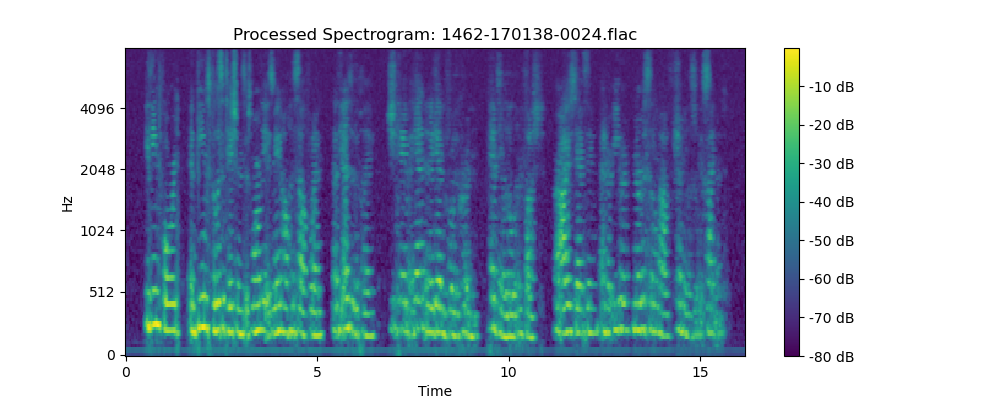 Processed Spectrogram: 1462-170138-0024.flac
Hz
4096
2048
1024
512
0
0 5 10 15
Time
-10 dB
-20 dB
-30 dB
-40 dB
-50 dB
-60 dB
-70 dB
-80 dB